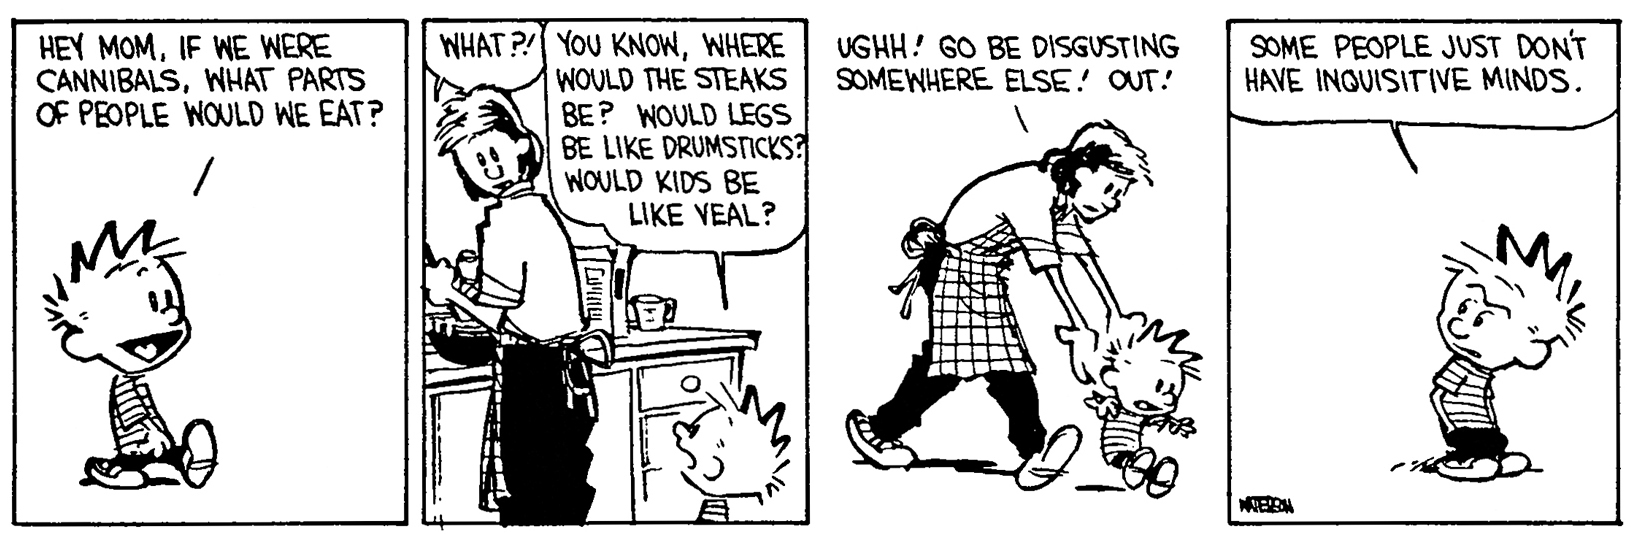 HEY MOM, IF WE WERE
CANNIBALS, WHAT PARTS
OF PEOPLE WOULD WE EAT?
WHAT?!
YOU KNOW, WHERE
WOULD THE STEAKS
BE? WOULD LEGS
BE LIKE DRUMSTICKS?
WOULD KIDS BE
LIKE VEAL?
UGHH! GO BE DISGUSTING
SOMEWHERE ELSE! OUT!
SOME PEOPLE JUST DON'T
HAVE INQUISITIVE MINDS.
WATTERSON